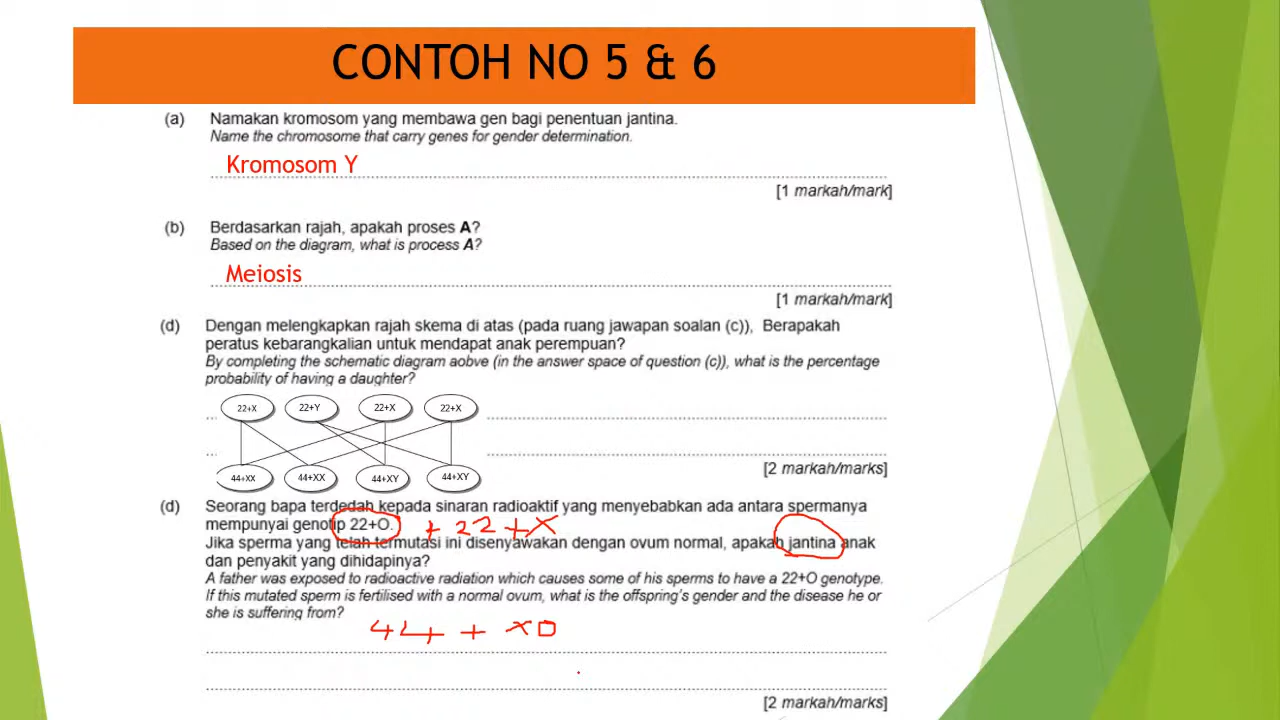 CONTOH NO 5 & 6
(a) Namakan kromosom yang membawa gen bagi penentuan jantina.
Name the chromosome that carry genes for gender determination.
Kromosom Y
[1 markah/mark]
(b) Berdasarkan rajah, apakah proses A?
Based on the diagram, what is process A?
Meiosis
[1 markah/mark]
(d) Dengan melengkapkan rajah skema di atas (pada ruang jawapan soalan (c)), Berapakah
peratus kebarangkalian untuk mendapat anak perempuan?
By completing the schematic diagram aobve (in the answer space of question (c)), what is the percentage
probability of having a daughter?
22+X 22+Y 22+X 22+X
44+XX 44+XX 44+XY 44+XY
[2 markah/marks]
(d) Seorang bapa terdedah kepada sinaran radioaktif yang menyebabkan ada antara spermanya
mempunyai genotip 22+O. + 22 + X
Jika sperma yang telah termutasi ini disenyawakan dengan ovum normal, apakah jantina anak
dan penyakit yang dihidapinya?
A father was exposed to radioactive radiation which causes some of his sperms to have a 22+O genotype.
If this mutated sperm is fertilised with a normal ovum, what is the offspring's gender and the disease he or
she is suffering from?
44 + XO
[2 markah/marks]